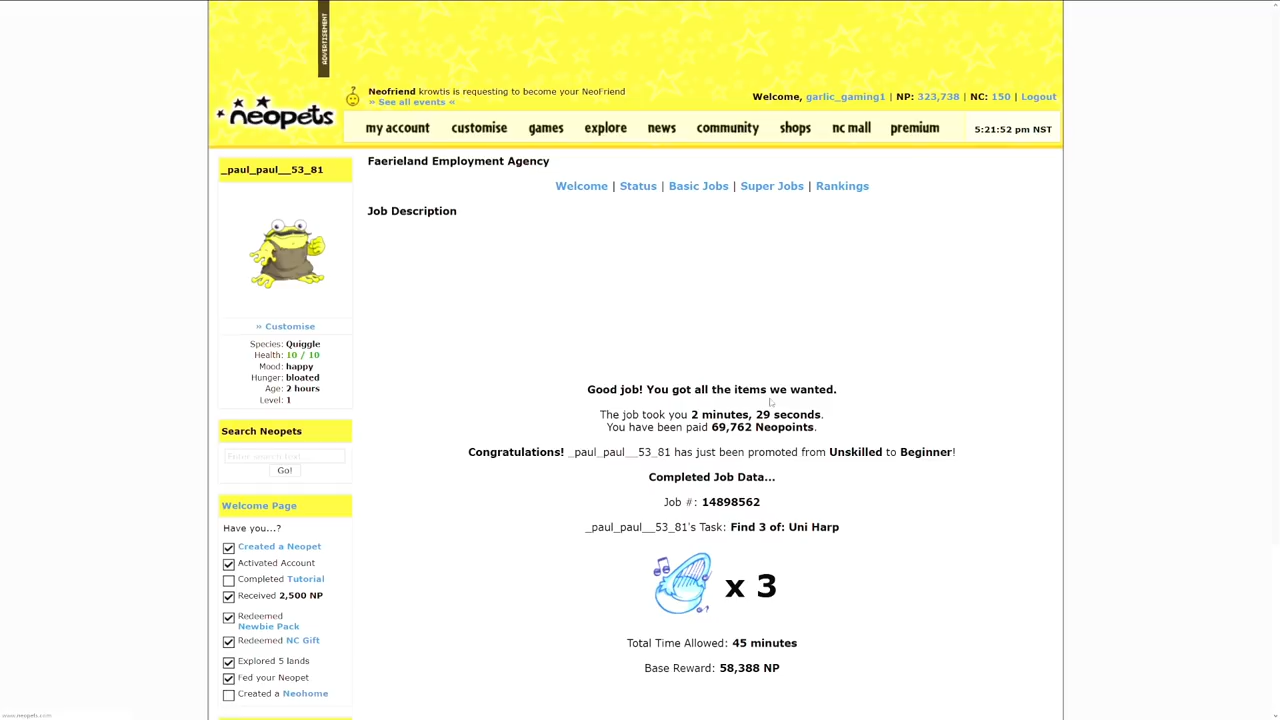 ADVERTISEMENT
Neofriend krowtis is requesting to become your NeoFriend
» See all events «
Welcome, garlic_gaming1 | NP: 323,738 | NC: 150 | Logout
neopets
my account customise games explore news community shops nc mall premium 5:21:52 pm NST
_paul_paul__53_81
Faerieland Employment Agency
Welcome | Status | Basic Jobs | Super Jobs | Rankings
Job Description
» Customise
Species: Quiggle
Health: 10 / 10
Mood: happy
Hunger: bloated
Age: 2 hours
Level: 1
Search Neopets
Enter search text...
Go!
Welcome Page
Have you...?
Created a Neopet
Activated Account
Completed Tutorial
Received 2,500 NP
Redeemed
Newbie Pack
Redeemed NC Gift
Explored 5 lands
Fed your Neopet
Created a Neohome
Good job! You got all the items we wanted.
The job took you 2 minutes, 29 seconds.
You have been paid 69,762 Neopoints.
Congratulations! _paul_paul__53_81 has just been promoted from Unskilled to Beginner!
Completed Job Data...
Job #: 14898562
_paul_paul__53_81's Task: Find 3 of: Uni Harp
x 3
Total Time Allowed: 45 minutes
Base Reward: 58,388 NP
www.neopets.com